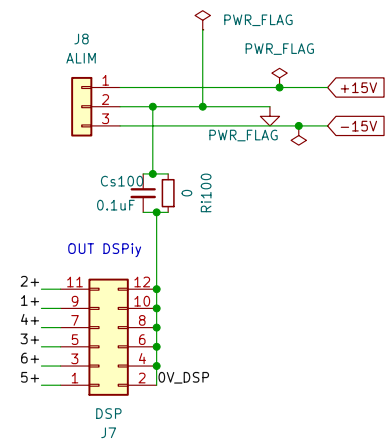 PWR_FLAG
J8
ALIM
PWR_FLAG
1
+15V
2
3
-15V
PWR_FLAG
Cs100
0.1uF
0
Ri100
OUT DSPiy
2+ 11 12
1+ 9 10
4+ 7 8
3+ 5 6
6+ 3 4
5+ 1 2 0V_DSP
DSP
J7